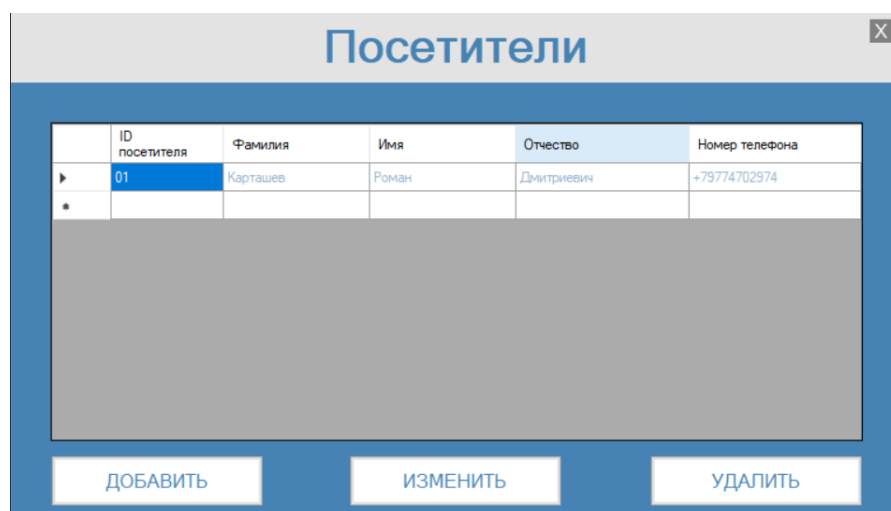 Посетители
X
ID посетителя Фамилия Имя Отчество Номер телефона
01 Карташев Роман Дмитриевич +79774702974
ДОБАВИТЬ ИЗМЕНИТЬ УДАЛИТЬ